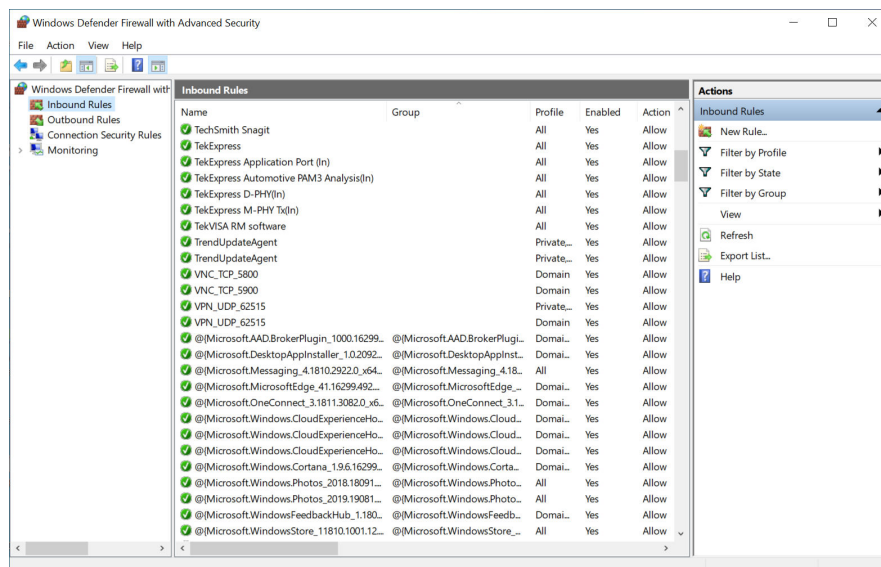 Windows Defender Firewall with Advanced Security
File Action View Help
Windows Defender Firewall with
Inbound Rules
Outbound Rules
Connection Security Rules
Monitoring
Inbound Rules
Name Group Profile Enabled Action
TechSmith Snagit All Yes Allow
TekExpress All Yes Allow
TekExpress Application Port (In) All Yes Allow
TekExpress Automotive PAM3 Analysis(In) All Yes Allow
TekExpress D-PHY(In) All Yes Allow
TekExpress M-PHY Tx(In) All Yes Allow
TekVISA RM software All Yes Allow
TrendUpdateAgent Private,... Yes Allow
TrendUpdateAgent Private,... Yes Allow
VNC_TCP_5800 Domain Yes Allow
VNC_TCP_5900 Domain Yes Allow
VPN_UDP_62515 Private,... Yes Allow
VPN_UDP_62515 Domain Yes Allow
@{Microsoft.AAD.BrokerPlugin_1000.16299... @{Microsoft.AAD.BrokerPlugi... Domai... Yes Allow
@{Microsoft.DesktopAppInstaller_1.0.2092... @{Microsoft.DesktopAppInst... Domai... Yes Allow
@{Microsoft.Messaging_4.1810.2922.0_x64... @{Microsoft.Messaging_4.18... All Yes Allow
@{Microsoft.MicrosoftEdge_41.16299.492.... @{Microsoft.MicrosoftEdge_... Domai... Yes Allow
@{Microsoft.OneConnect_3.1811.3082.0_x6... @{Microsoft.OneConnect_3.1... Domai... Yes Allow
@{Microsoft.Windows.CloudExperienceHo... @{Microsoft.Windows.Cloud... Domai... Yes Allow
@{Microsoft.Windows.CloudExperienceHo... @{Microsoft.Windows.Cloud... Domai... Yes Allow
@{Microsoft.Windows.CloudExperienceHo... @{Microsoft.Windows.Cloud... Domai... Yes Allow
@{Microsoft.Windows.Cortana_1.9.6.16299... @{Microsoft.Windows.Corta... Domai... Yes Allow
@{Microsoft.Windows.Photos_2018.18091.... @{Microsoft.Windows.Photo... All Yes Allow
@{Microsoft.Windows.Photos_2019.19081.... @{Microsoft.Windows.Photo... All Yes Allow
@{Microsoft.WindowsFeedbackHub_1.180... @{Microsoft.WindowsFeedb... Domai... Yes Allow
@{Microsoft.WindowsStore_11810.1001.12... @{Microsoft.WindowsStore_... All Yes Allow
Actions
Inbound Rules
New Rule...
Filter by Profile
Filter by State
Filter by Group
View
Refresh
Export List...
Help